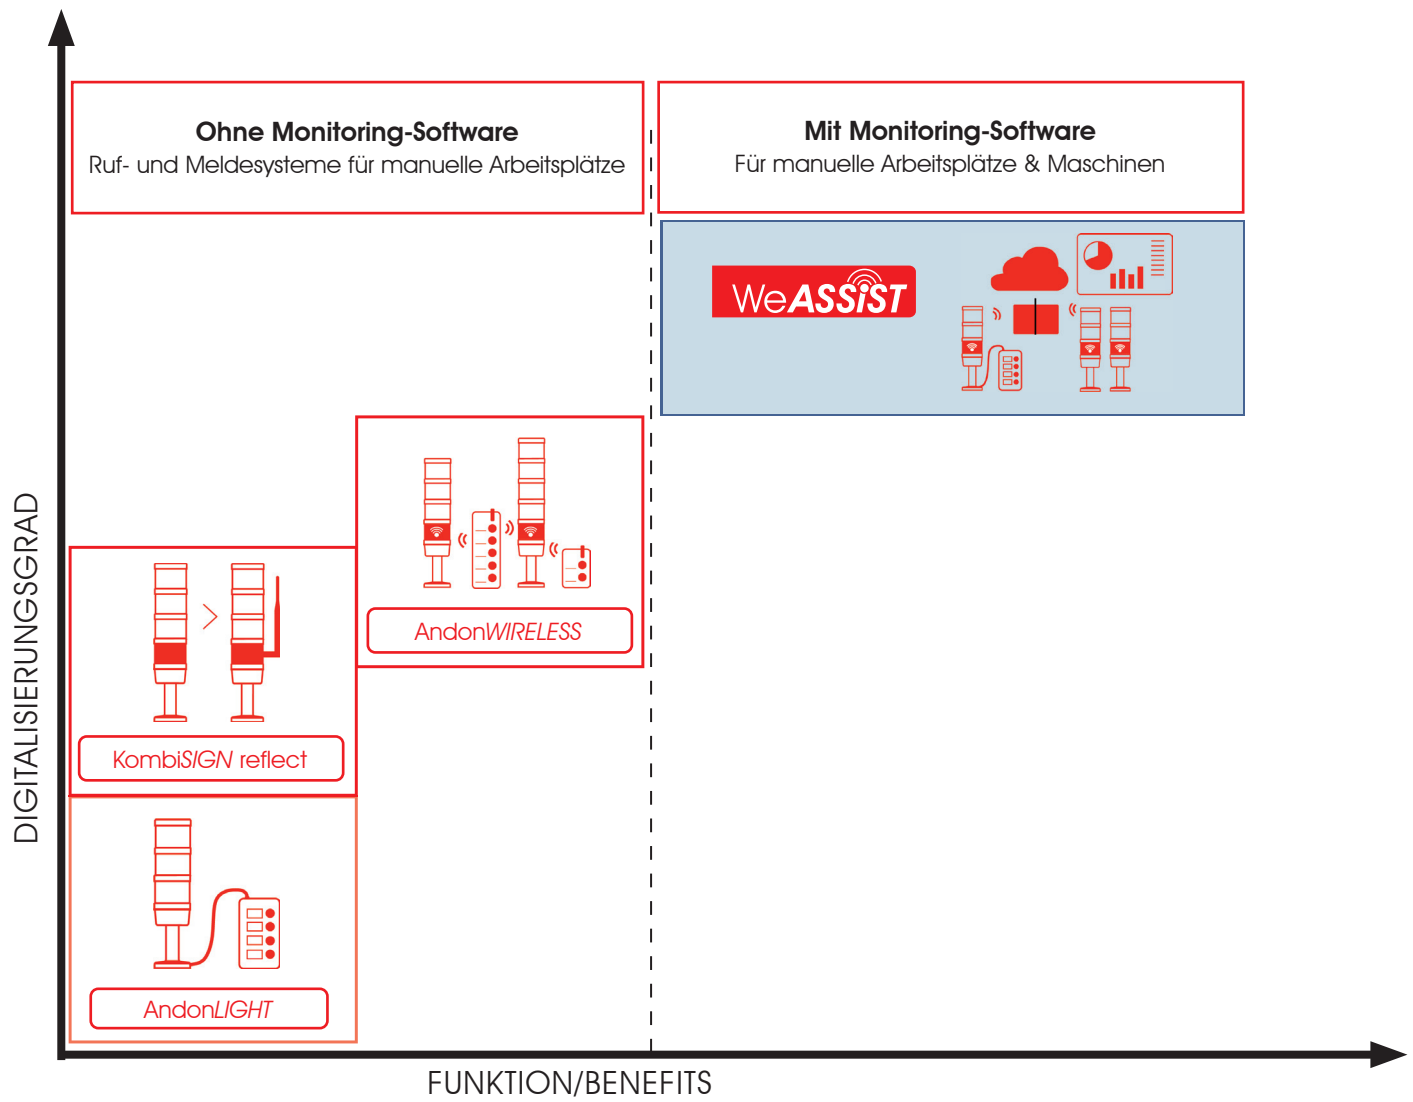 Ohne Monitoring-Software
Ruf- und Meldesysteme für manuelle Arbeitsplätze
Mit Monitoring-Software
Für manuelle Arbeitsplätze & Maschinen
WeASSiST
AndonWIRELESS
KombiSIGN reflect
AndonLIGHT
DIGITALISIERUNGSGRAD
FUNKTION/BENEFITS